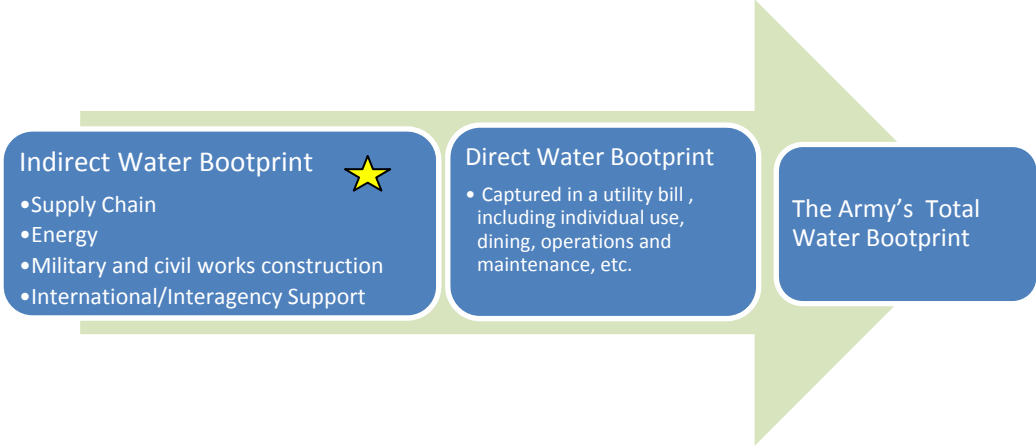 Indirect Water Bootprint
•Supply Chain
•Energy
•Military and civil works construction
•International/Interagency Support
Direct Water Bootprint
• Captured in a utility bill ,
including individual use,
dining, operations and
maintenance, etc.
The Army’s  Total
Water Bootprint